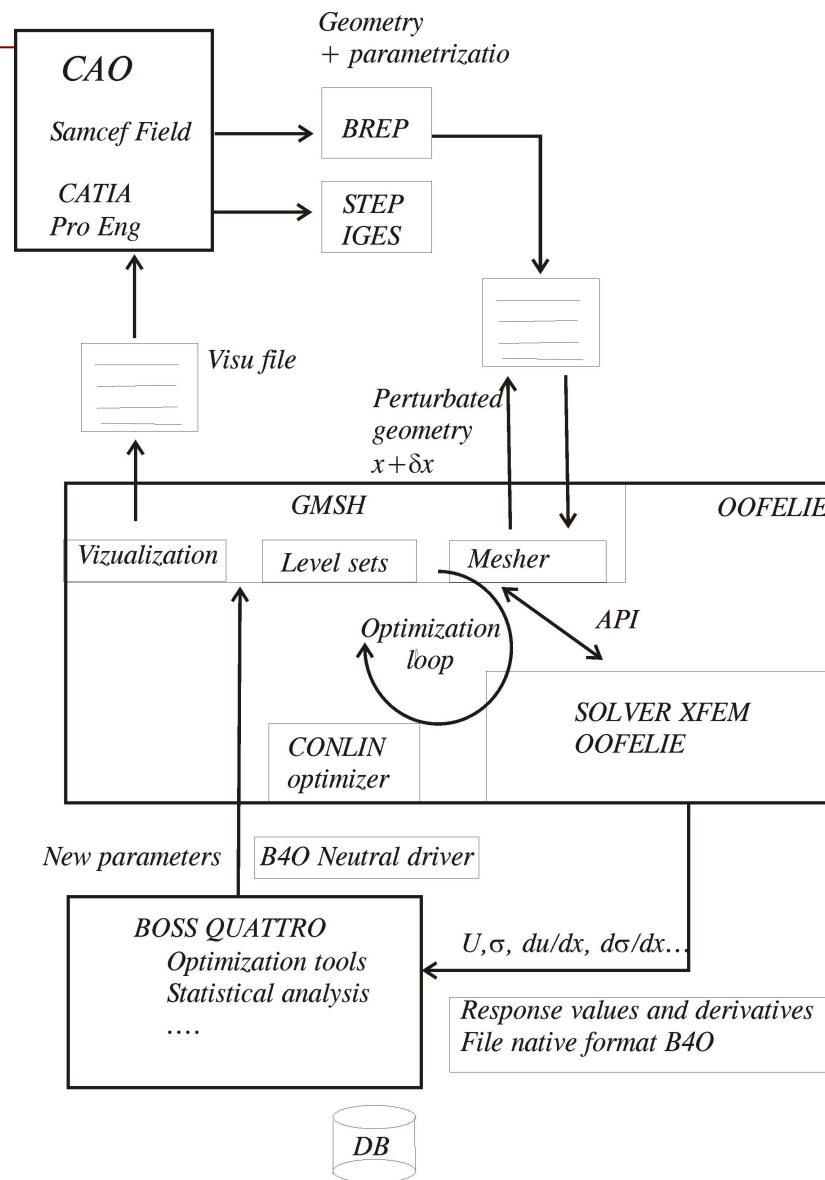 Geometry
+ parametrizatio
CAO
Samcef Field
BREP
CATIA
Pro Eng
STEP
IGES
Visu file
Perturbated
geometry
x+δx
GMSH
OOFELIE
Vizualization
Level sets
Mesher
API
Optimization
loop
SOLVER XFEM
OOFELIE
CONLIN
optimizer
New parameters
B4O Neutral driver
BOSS QUATTRO
Optimization tools
Statistical analysis
....
U,σ, du/dx, dσ/dx...
Response values and derivatives
File native format B4O
DB